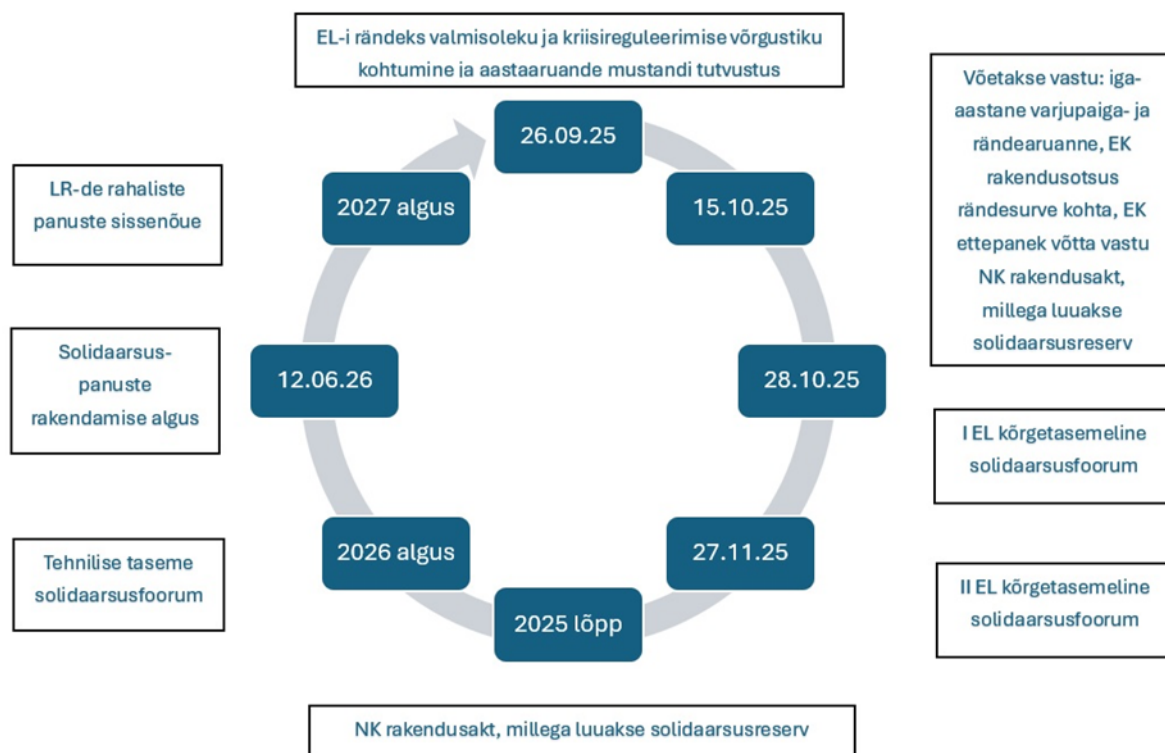 EL-i rändeks valmisoleku ja kriisireguleerimise võrgustiku
kohtumine ja aastaaruande mustandi tutvustus
26.09.25
Võetakse vastu: iga-
aastane varjupaiga- ja
rändearuanne, EK
rakendusotsus
rändesurve kohta, EK
ettepanek võtta vastu
NK rakendusakt,
millega luuakse
solidaarsusreserv
15.10.25
28.10.25
I EL kõrgetasemeline
solidaarsusfoorum
27.11.25
II EL kõrgetasemeline
solidaarsusfoorum
2025 lõpp
NK rakendusakt, millega luuakse solidaarsusreserv
2026 algus
Tehnilise taseme
solidaarsusfoorum
12.06.26
Solidaarsus-
panuste
rakendamise algus
2027 algus
LR-de rahaliste
panuste sissenõue